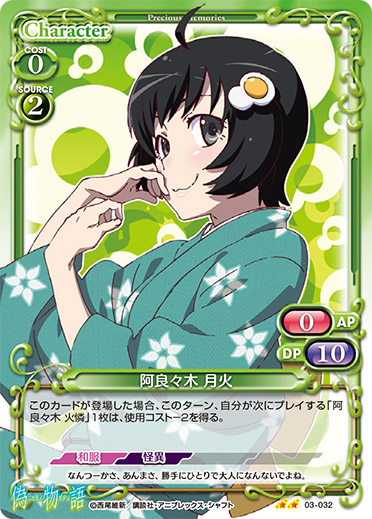 Precious Memories
Character
COST
0
SOURCE
2
0 AP
DP 10
阿良々木 月火
このカードが登場した場合、このターン、自分が次にプレイする「阿
良々木 火憐」1枚は、使用コスト－2を得る。
和服 怪異
なんつーかさ、あんまさ、勝手にひとりで大人になんないでよね。
偽物語
©西尾維新／講談社・アニプレックス・シャフト 03-032